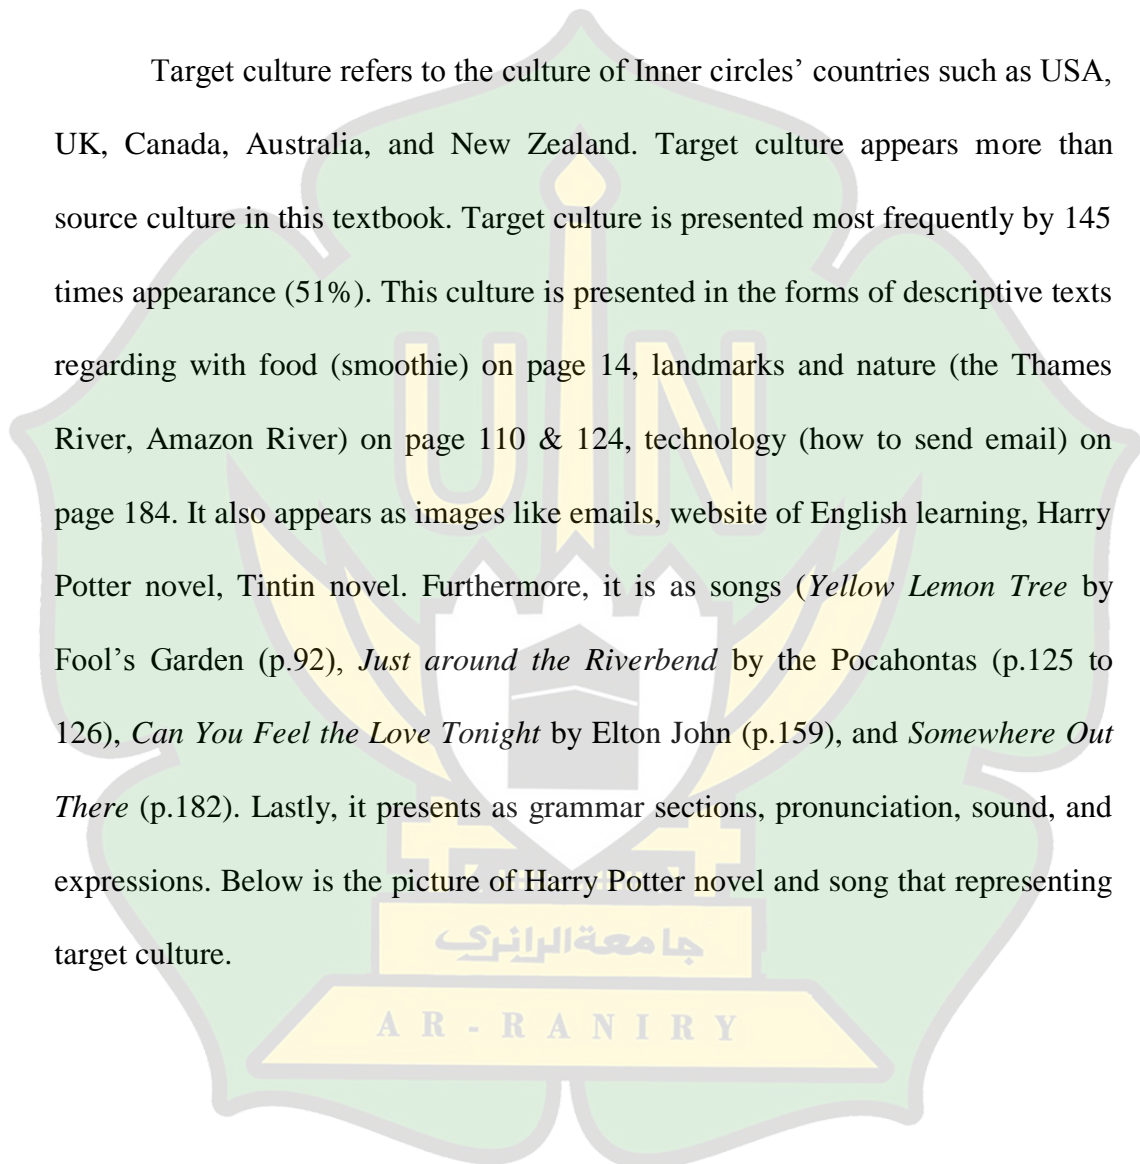 Target culture refers to the culture of Inner circles’ countries such as USA,
UK, Canada, Australia, and New Zealand. Target culture appears more than
source culture in this textbook. Target culture is presented most frequently by 145
times appearance (51%). This culture is presented in the forms of descriptive texts
regarding with food (smoothie) on page 14, landmarks and nature (the Thames
River, Amazon River) on page 110 & 124, technology (how to send email) on
page 184. It also appears as images like emails, website of English learning, Harry
Potter novel, Tintin novel. Furthermore, it is as songs (Yellow Lemon Tree by
Fool’s Garden (p.92), Just around the Riverbend by the Pocahontas (p.125 to
126), Can You Feel the Love Tonight by Elton John (p.159), and Somewhere Out
There (p.182). Lastly, it presents as grammar sections, pronunciation, sound, and
expressions. Below is the picture of Harry Potter novel and song that representing
target culture.
UIN
جامعةالرانري
AR-RANIRY